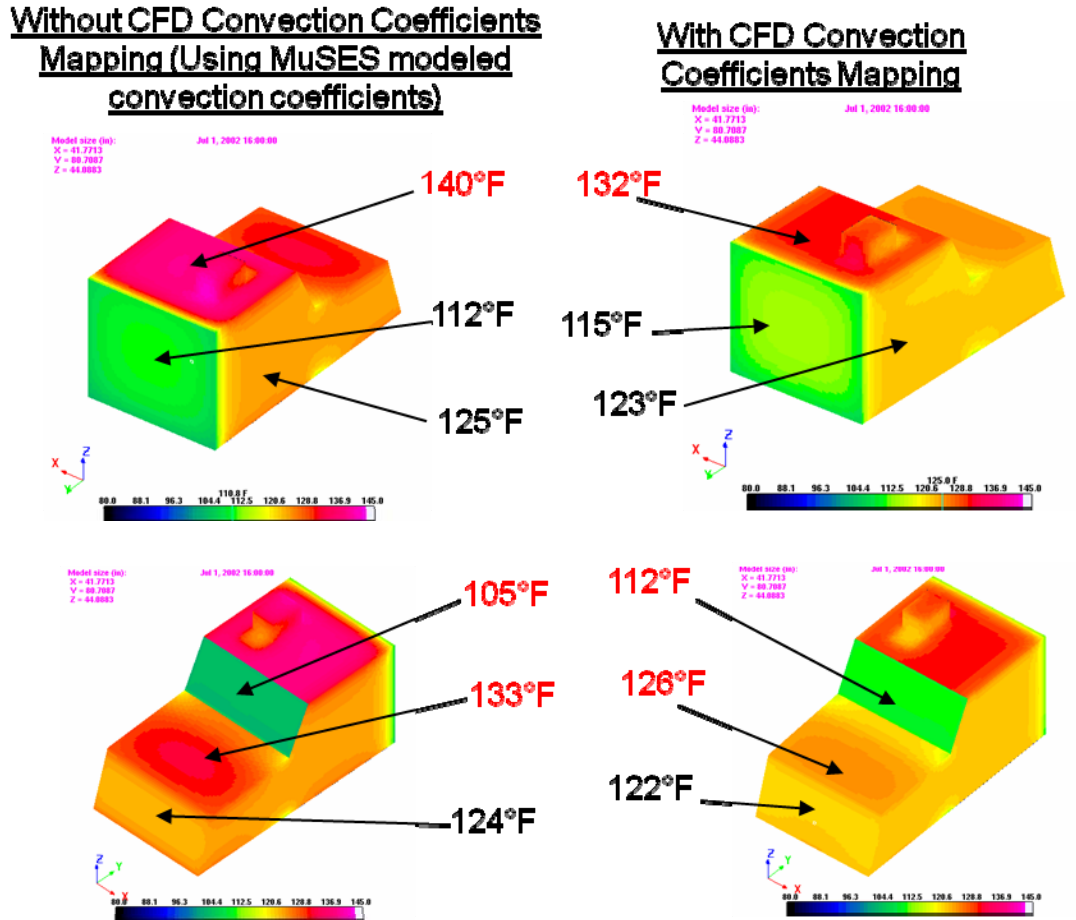 Without CFD Convection Coefficients
Mapping (Using MuSES modeled
convection coefficients)
With CFD Convection
Coefficients Mapping
Model size (in):
X = 41.7713
Y = 80.7087
Z = 44.0883
Jul 1, 2002 16:00:00
140°F
112°F
125°F
Z
X
Y
110.8 F
80.0 88.1 96.3 104.4 112.5 120.6 128.8 136.9 145.0
Model size (in):
X = 41.7713
Y = 80.7087
Z = 44.0883
Jul 1, 2002 16:00:00
132°F
115°F
123°F
Z
X
Y
125.0 F
80.0 88.1 96.3 104.4 112.5 120.6 128.8 136.9 145.0
Model size (in):
X = 41.7713
Y = 80.7087
Z = 44.0883
Jul 1, 2002 16:00:00
105°F
133°F
124°F
Z
Y
X
80.0 88.1 96.3 104.4 112.5 120.6 128.8 136.9 145.0
Model size (in):
X = 41.7713
Y = 80.7087
Z = 44.0883
Jul 1, 2002 16:00:00
112°F
126°F
122°F
Z
Y
X
80.0 88.1 96.3 104.4 112.5 120.6 128.8 136.9 145.0